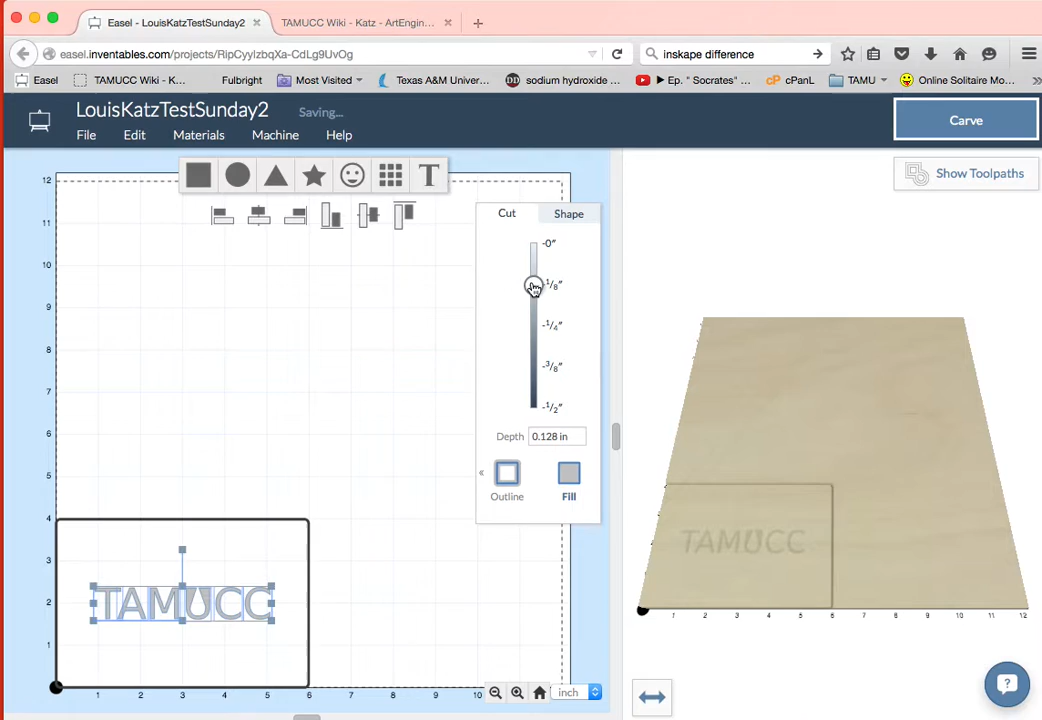 Easel - LouisKatzTest​Sunday2
TAMUCC Wiki - Katz - ArtEngin...
easel.inventables.com/projects/RipCyylzbqXa-CdLg9UvOg
inskape difference
Easel
TAMUCC Wiki - K...
Fulbright
Most Visited
Texas A&M Univer...
sodium hydroxide ...
Ep. " Socrates" ...
cPanL
TAMU
Online Solitaire Mo...
LouisKatzTestSunday2
Saving...
File
Edit
Materials
Machine
Help
Carve
Show Toolpaths
T
Cut
Shape
-0"
-1/8"
-1/4"
-3/8"
-1/2"
Depth
0.128 in
Outline
Fill
12
11
10
9
8
7
6
5
4
3
2
1
TAMUCC
1 2 3 4 5 6 7 8 9 10
inch
TAMUCC
1 2 3 4 5 6 7 8 9 10 11 12
?